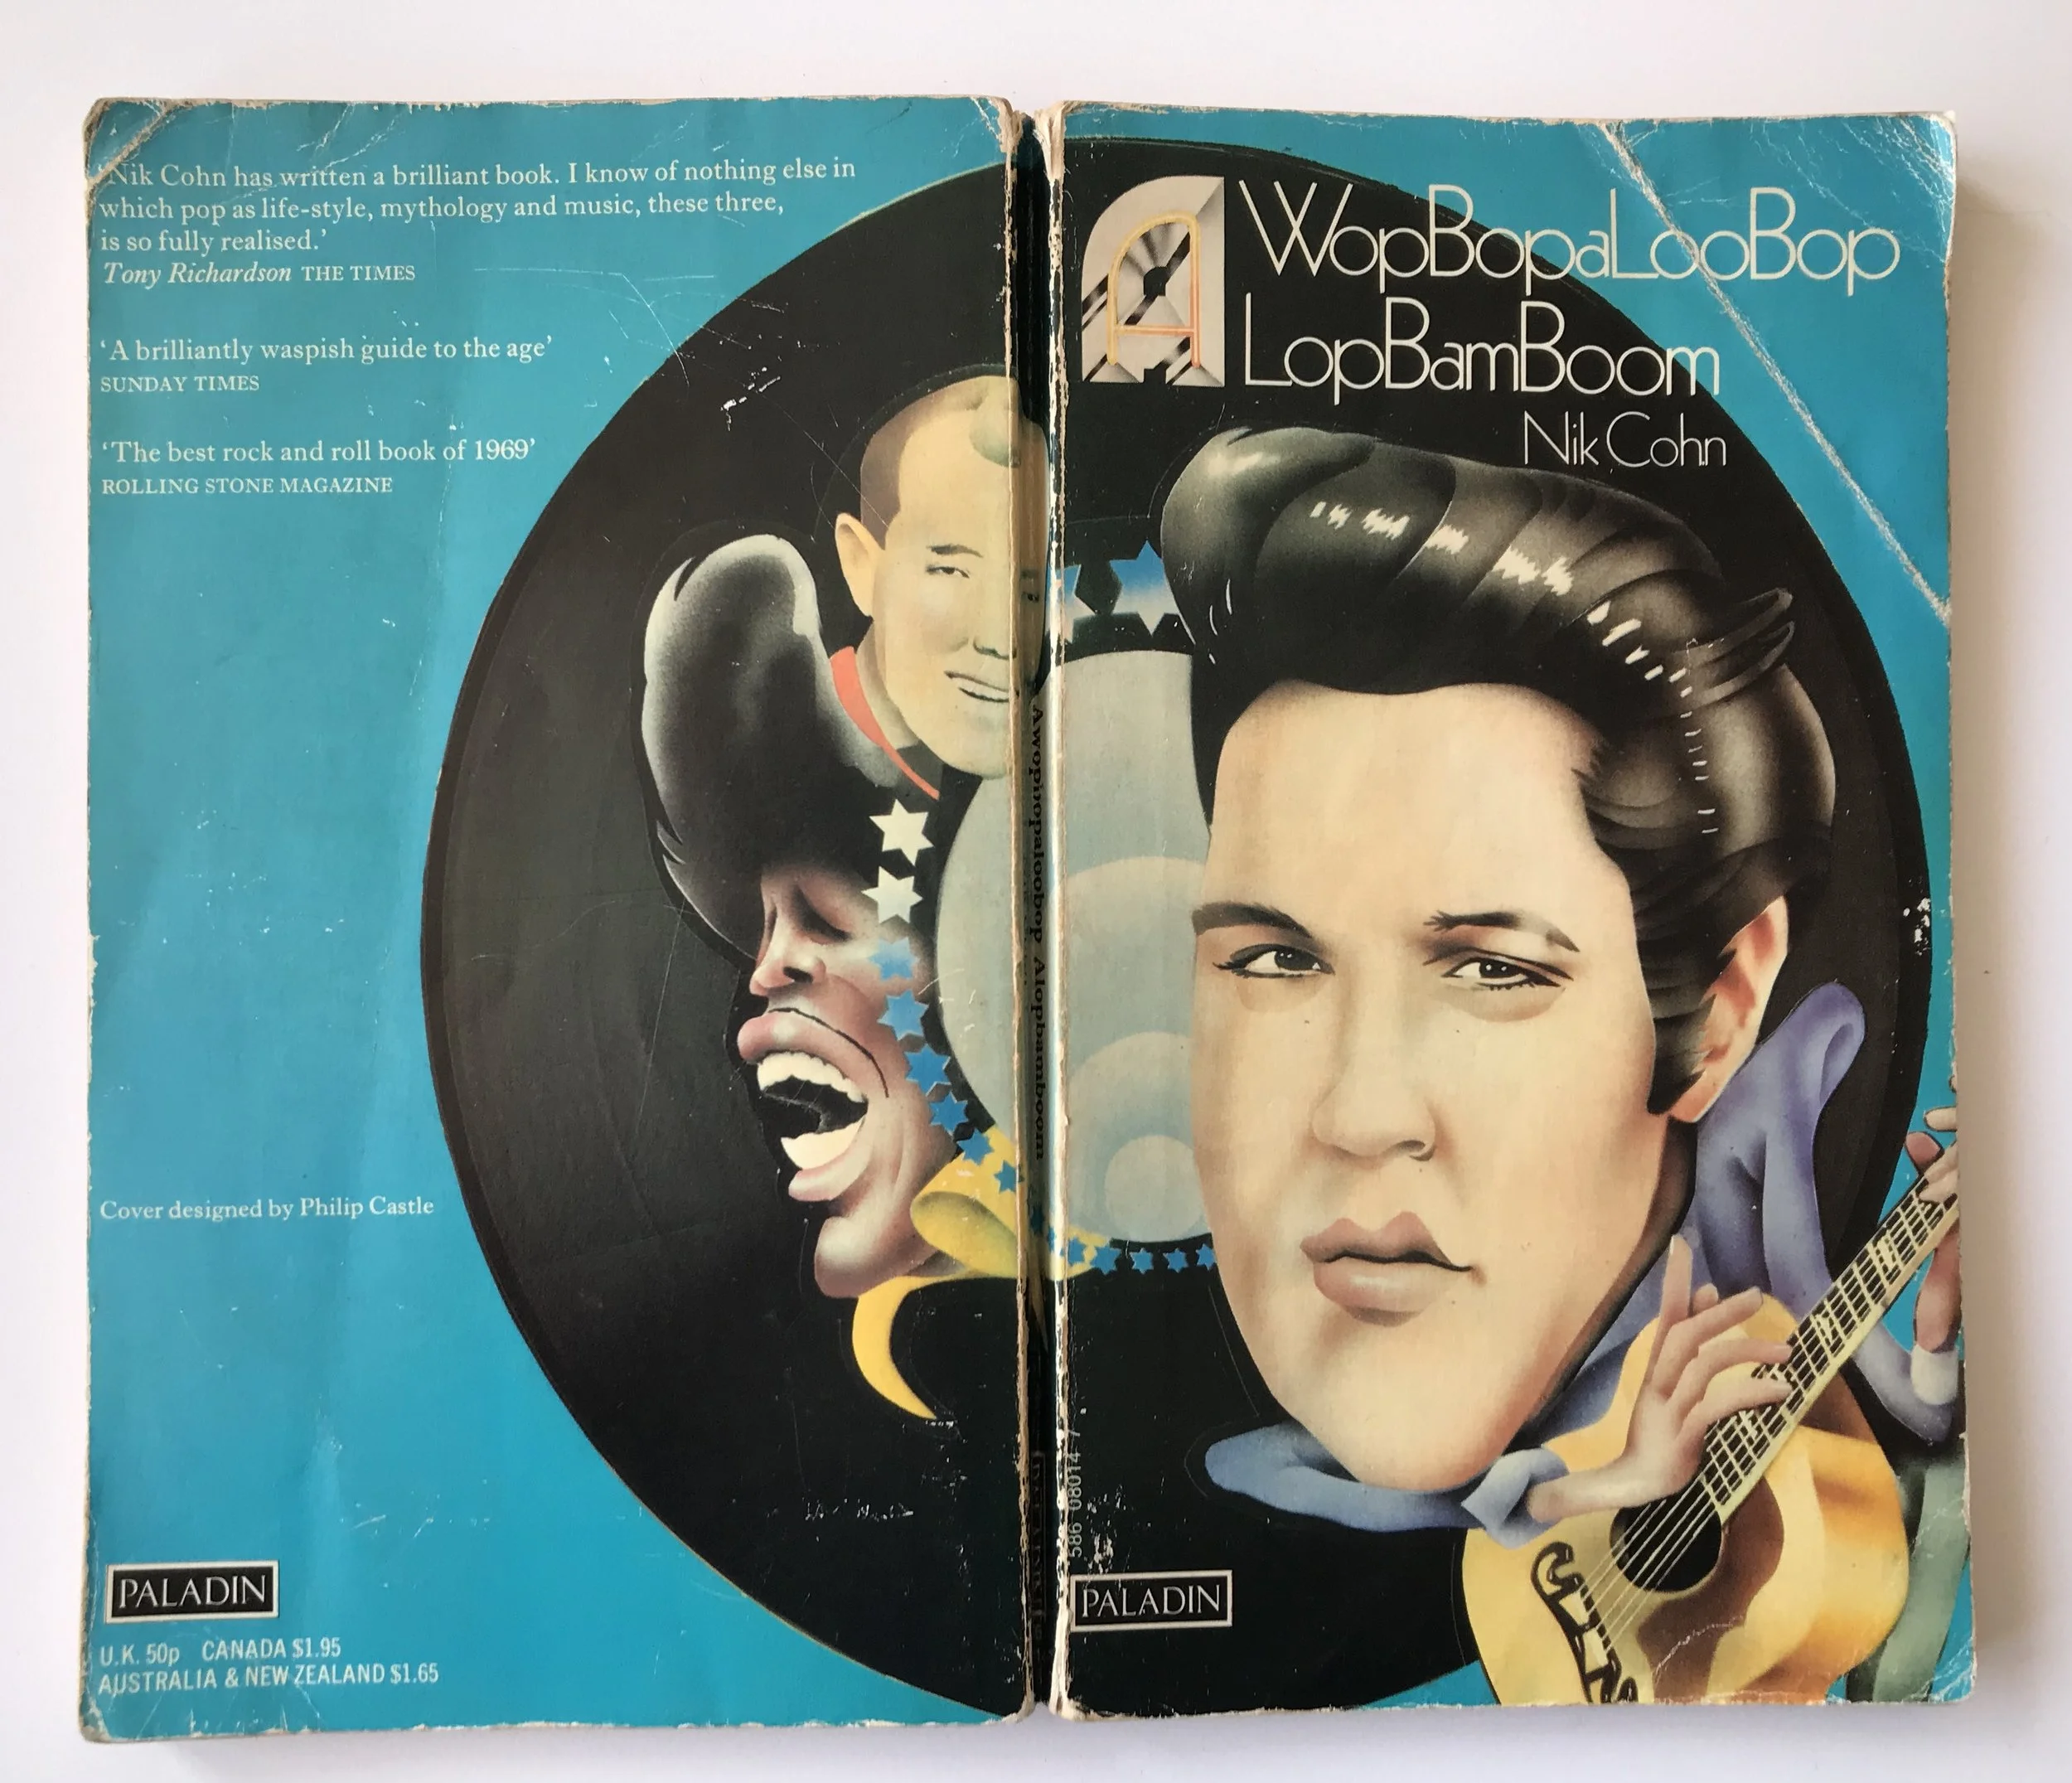 'Nik Cohn has written a brilliant book. I know of nothing else in
which pop as life-style, mythology and music, these three,
is so fully realised.'
Tony Richardson THE TIMES
'A brilliantly waspish guide to the age'
SUNDAY TIMES
'The best rock and roll book of 1969'
ROLLING STONE MAGAZINE
Cover designed by Philip Castle
PALADIN
U.K. 50p CANADA $1.95
AUSTRALIA & NEW ZEALAND $1.65
Awopbopaloobop Alopbamboom
A
WopBopaLooBop
LopBamBoom
Nik Cohn
586 08014 7
PALADIN